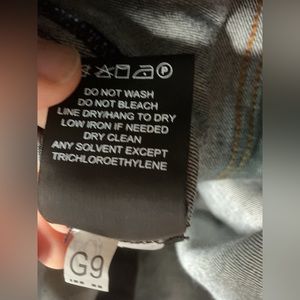 P
DO NOT WASH
DO NOT BLEACH
LINE DRY/HANG TO DRY
LOW IRON IF NEEDED
DRY CLEAN
ANY SOLVENT EXCEPT
TRICHLOROETHYLENE
G9